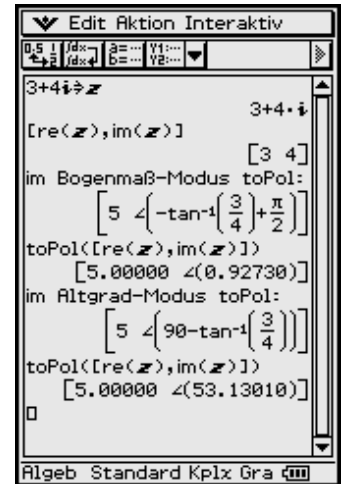 Edit Aktion Interaktiv
3+4i⇒z
3+4·i
[re(z),im(z)]
[3 4]
im Bogenmaß-Modus toPol:
[5 ∠(-tan⁻¹(3/4)+π/2)]
toPol([re(z),im(z)])
[5.00000 ∠(0.92730)]
im Altgrad-Modus toPol:
[5 ∠(90-tan⁻¹(3/4))]
toPol([re(z),im(z)])
[5.00000 ∠(53.13010)]
Algeb Standard Kplx Gra